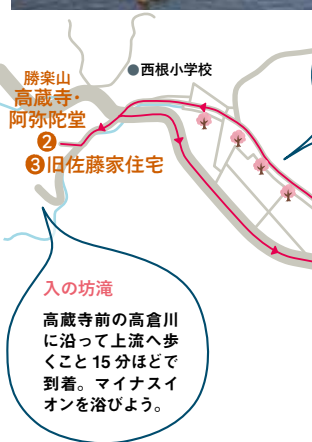 西根小学校
勝楽山
高蔵寺・
阿弥陀堂
❷
❸旧佐藤家住宅
入の坊滝
高蔵寺前の高倉川
に沿って上流へ歩
くこと 15 分ほどで
到着。マイナスイ
オンを浴びよう。